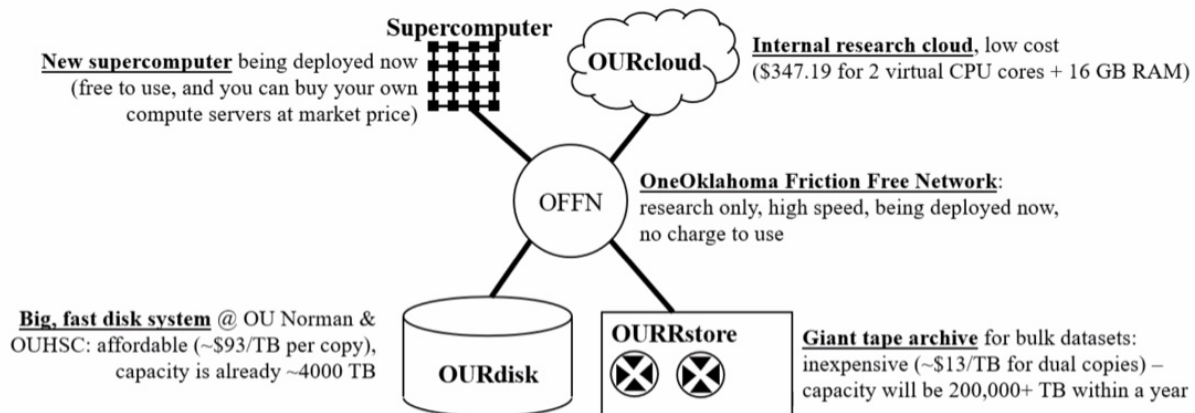 Supercomputer
New supercomputer being deployed now
(free to use, and you can buy your own
compute servers at market price)
OURcloud
Internal research cloud, low cost
($347.19 for 2 virtual CPU cores + 16 GB RAM)
OFFN
OneOklahoma Friction Free Network:
research only, high speed, being deployed now,
no charge to use
Big, fast disk system @ OU Norman &
OUHSC: affordable (~$93/TB per copy),
capacity is already ~4000 TB
OURdisk
OURRstore
Giant tape archive for bulk datasets:
inexpensive (~$13/TB for dual copies) –
capacity will be 200,000+ TB within a year